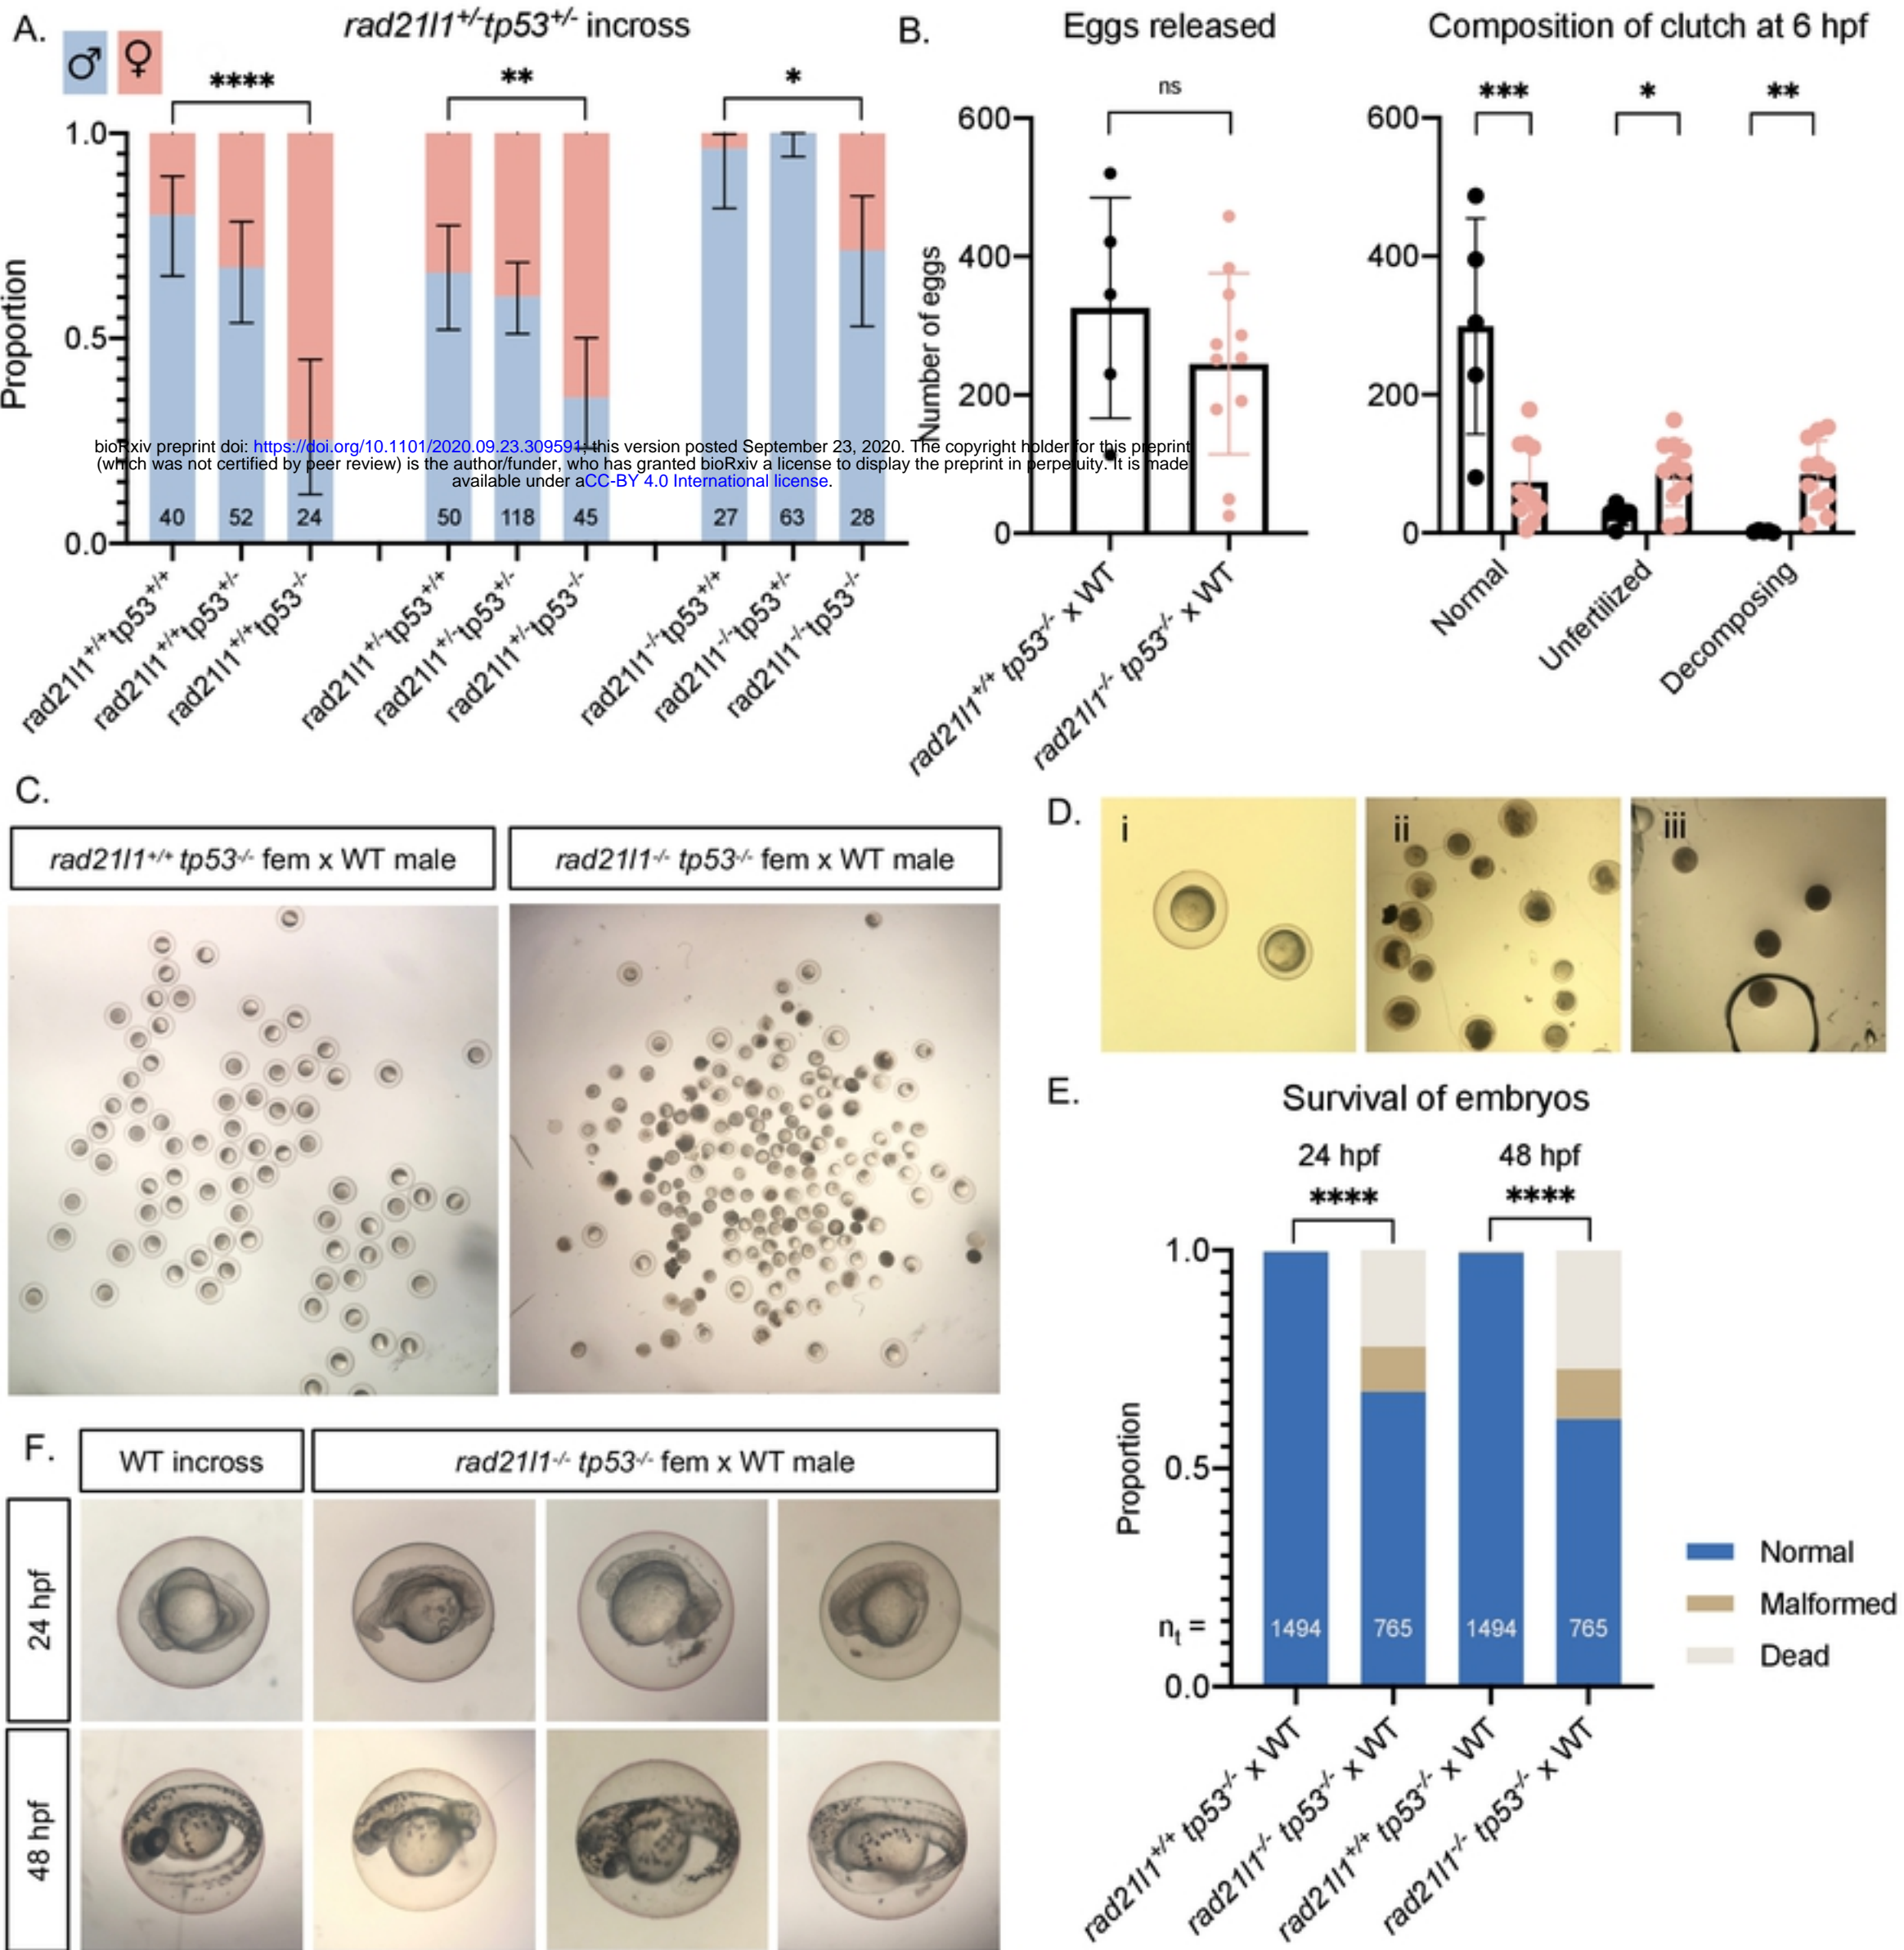 A.
♂ ♀
rad21l1+/-tp53+/- incross
**** ** *
Proportion
1.0
0.5
0.0
40 52 24 50 118 45 27 63 28
rad21l1+/+tp53+/+
rad21l1+/+tp53+/-
rad21l1+/+tp53-/-
rad21l1+/-tp53+/+
rad21l1+/-tp53+/-
rad21l1+/-tp53-/-
rad21l1-/-tp53+/+
rad21l1-/-tp53+/-
rad21l1-/-tp53-/-
bioRxiv preprint doi: https://doi.org/10.1101/2020.09.23.309591; this version posted September 23, 2020. The copyright holder for this preprint
(which was not certified by peer review) is the author/funder, who has granted bioRxiv a license to display the preprint in perpetuity. It is made
available under aCC-BY 4.0 International license.
B.
Eggs released
ns
Number of eggs
600
400
200
0
rad21l1+/+ tp53-/- x WT
rad21l1-/- tp53-/- x WT
Composition of clutch at 6 hpf
*** * **
600
400
200
0
Normal
Unfertilized
Decomposing
C.
rad21l1+/+ tp53-/- fem x WT male
rad21l1-/- tp53-/- fem x WT male
D.
i
ii
iii
E.
Survival of embryos
24 hpf 48 hpf
**** ****
Proportion
1.0
0.5
0.0
nt =
1494 765 1494 765
rad21l1+/+ tp53-/- x WT
rad21l1-/- tp53-/- x WT
rad21l1+/+ tp53-/- x WT
rad21l1-/- tp53-/- x WT
Normal
Malformed
Dead
F.
WT incross
rad21l1-/- tp53-/- fem x WT male
24 hpf
48 hpf